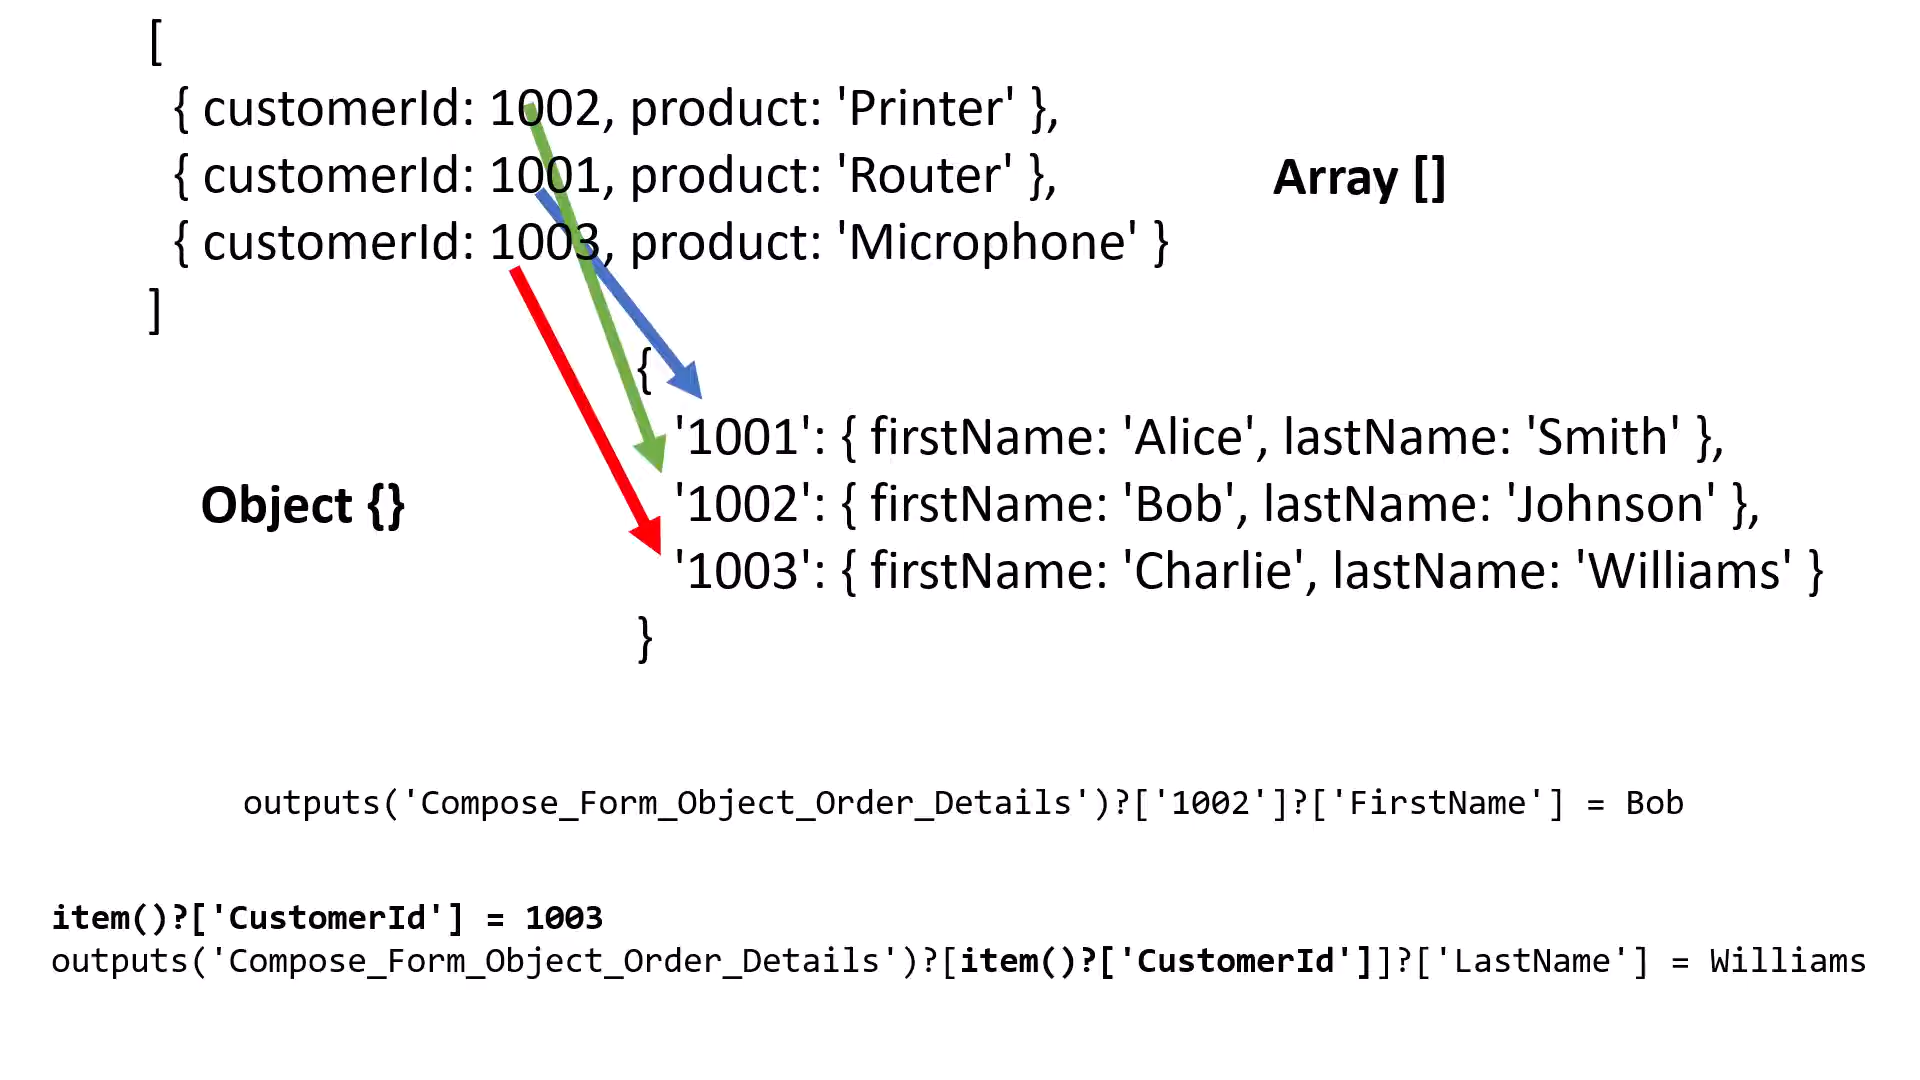 [
{ customerId: 1002, product: 'Printer' },
{ customerId: 1001, product: 'Router' },
Array []
{ customerId: 1003, product: 'Microphone' }
]
{
'1001': { firstName: 'Alice', lastName: 'Smith' },
Object {}
'1002': { firstName: 'Bob', lastName: 'Johnson' },
'1003': { firstName: 'Charlie', lastName: 'Williams' }
}
outputs('Compose_Form_Object_Order_Details')?['1002']?['FirstName'] = Bob
item()?['CustomerId'] = 1003
outputs('Compose_Form_Object_Order_Details')?[item()?['CustomerId']]?['LastName'] = Williams